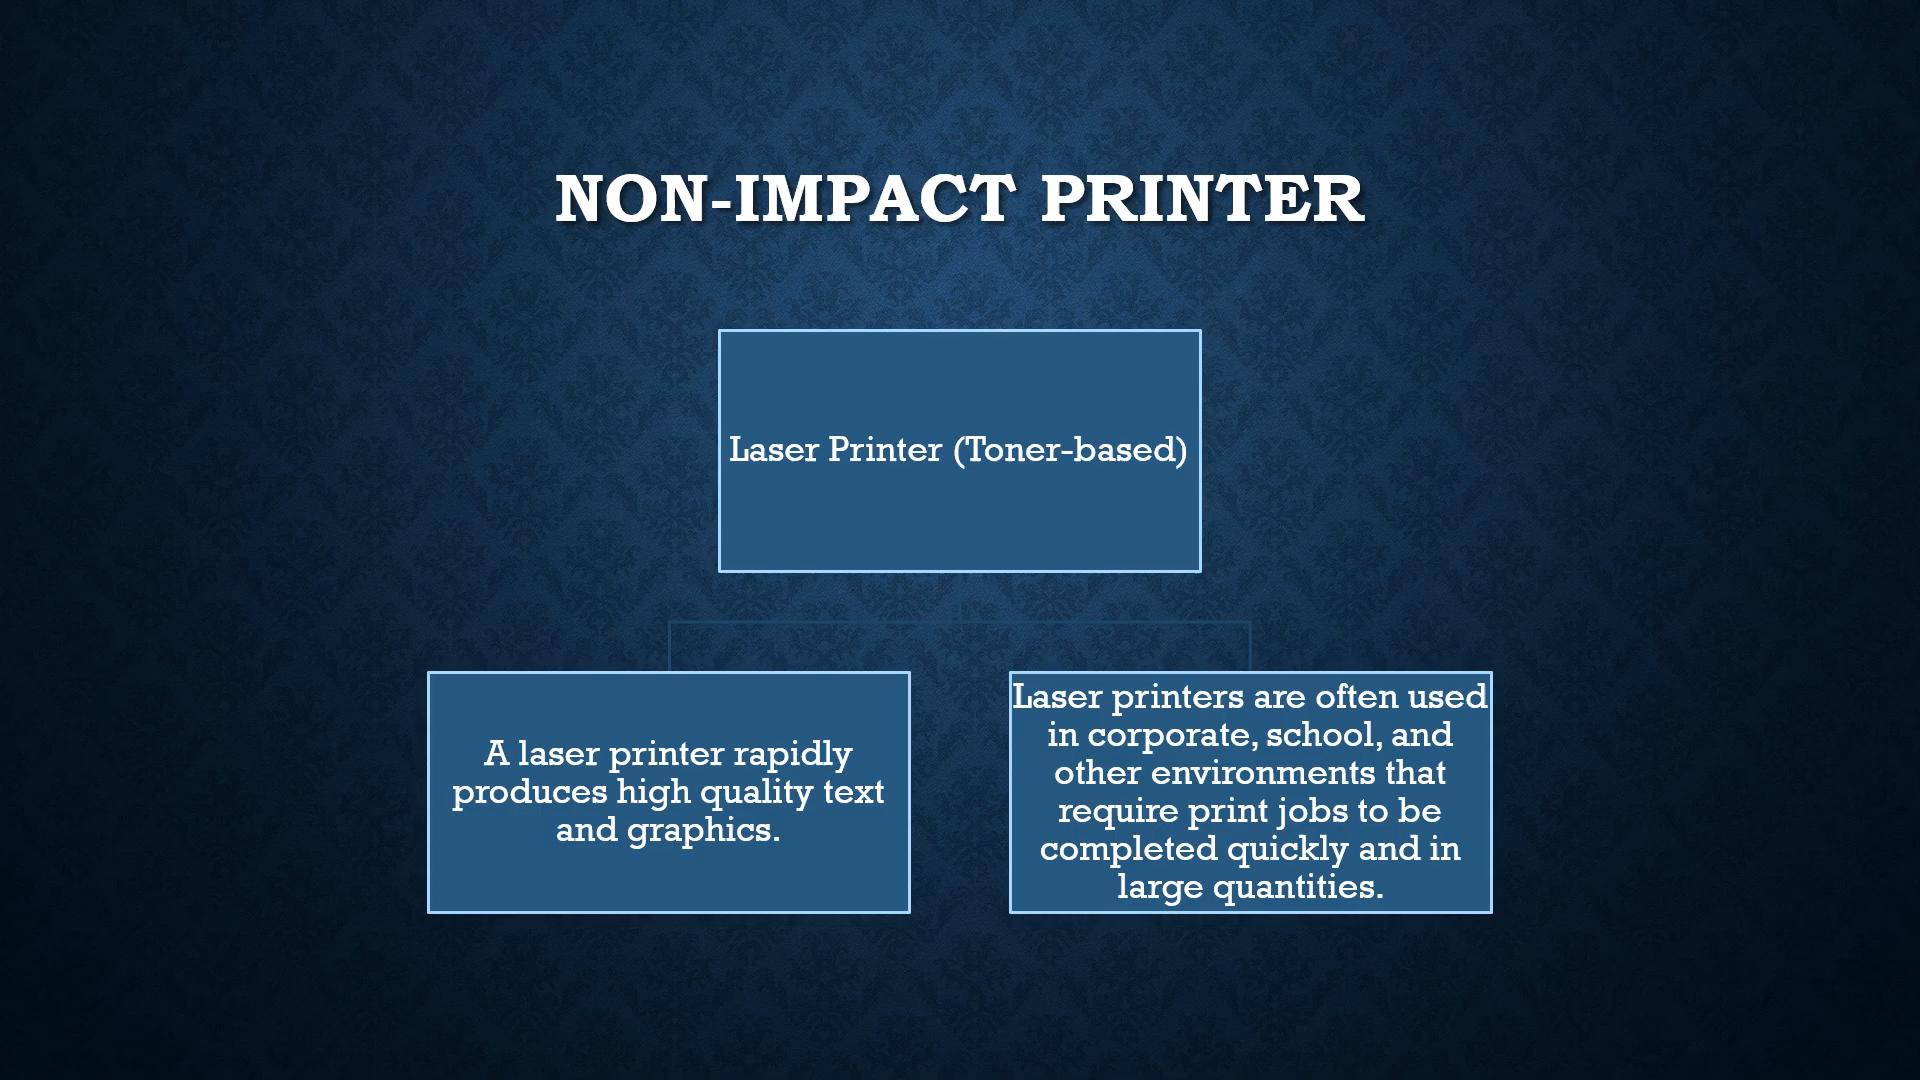 NON-IMPACT PRINTER
Laser Printer (Toner-based)
A laser printer rapidly
produces high quality text
and graphics.
Laser printers are often used
in corporate, school, and
other environments that
require print jobs to be
completed quickly and in
large quantities.